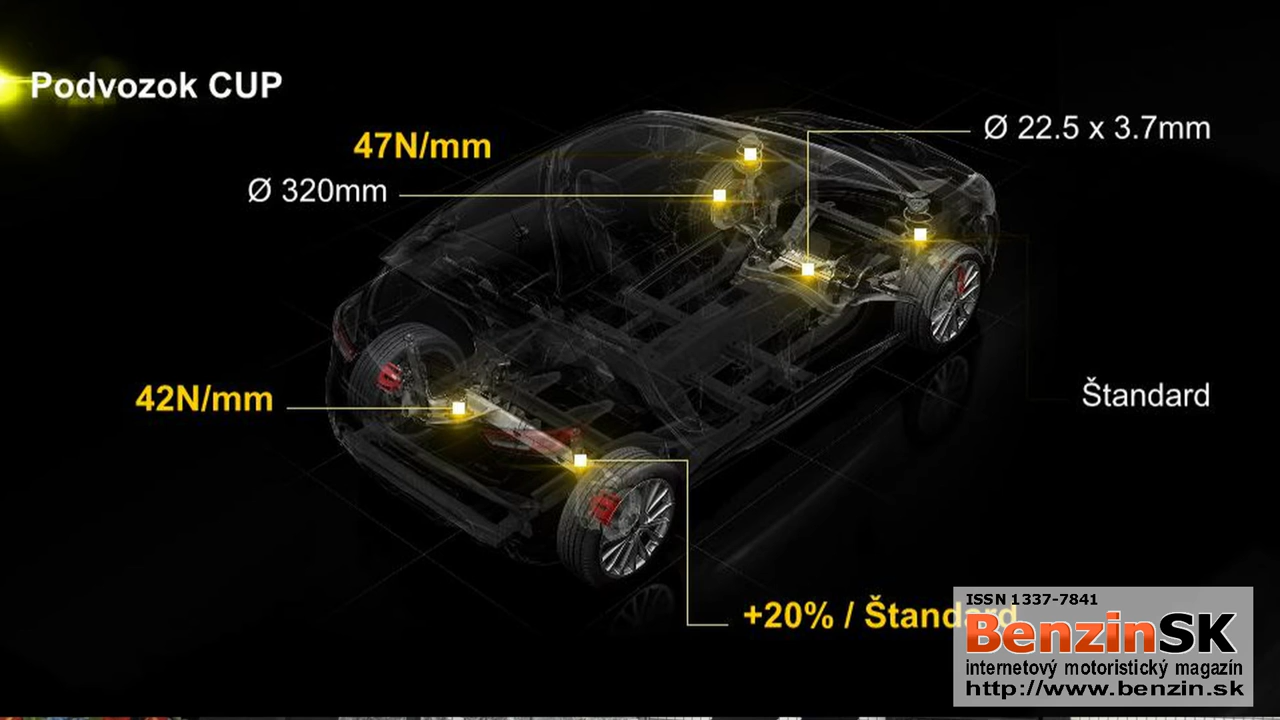 Podvozok CUP
47N/mm
Ø 22.5 x 3.7mm
Ø 320mm
42N/mm
Štandard
+20% / Štandard
ISSN 1337-7841
BenzinSK
internetový motoristický magazín
http://www.benzin.sk